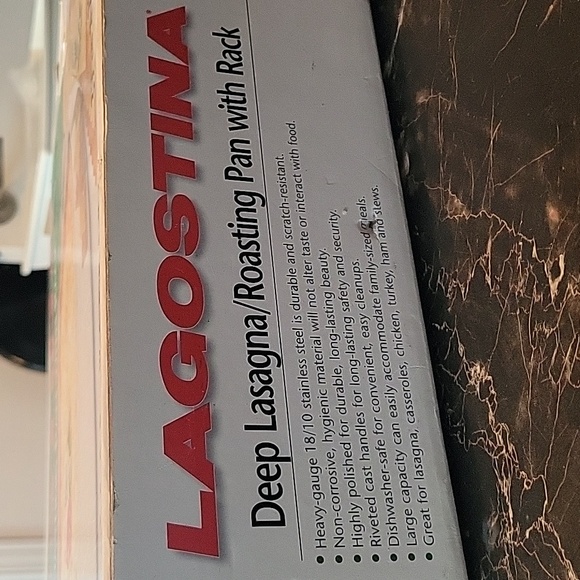 LAGOSTINA
Deep Lasagna/Roasting Pan with Rack
• Heavy-gauge 18/10 stainless steel is durable and scratch-resistant.
• Non-corrosive, hygienic material will not alter taste or interact with food.
• Highly polished for durable, long-lasting beauty.
• Riveted cast handles for long-lasting safety and security.
• Dishwasher-safe for convenient, easy cleanups.
• Large capacity can easily accommodate family-sized meals.
• Great for lasagna, casseroles, chicken, turkey, ham and stews.